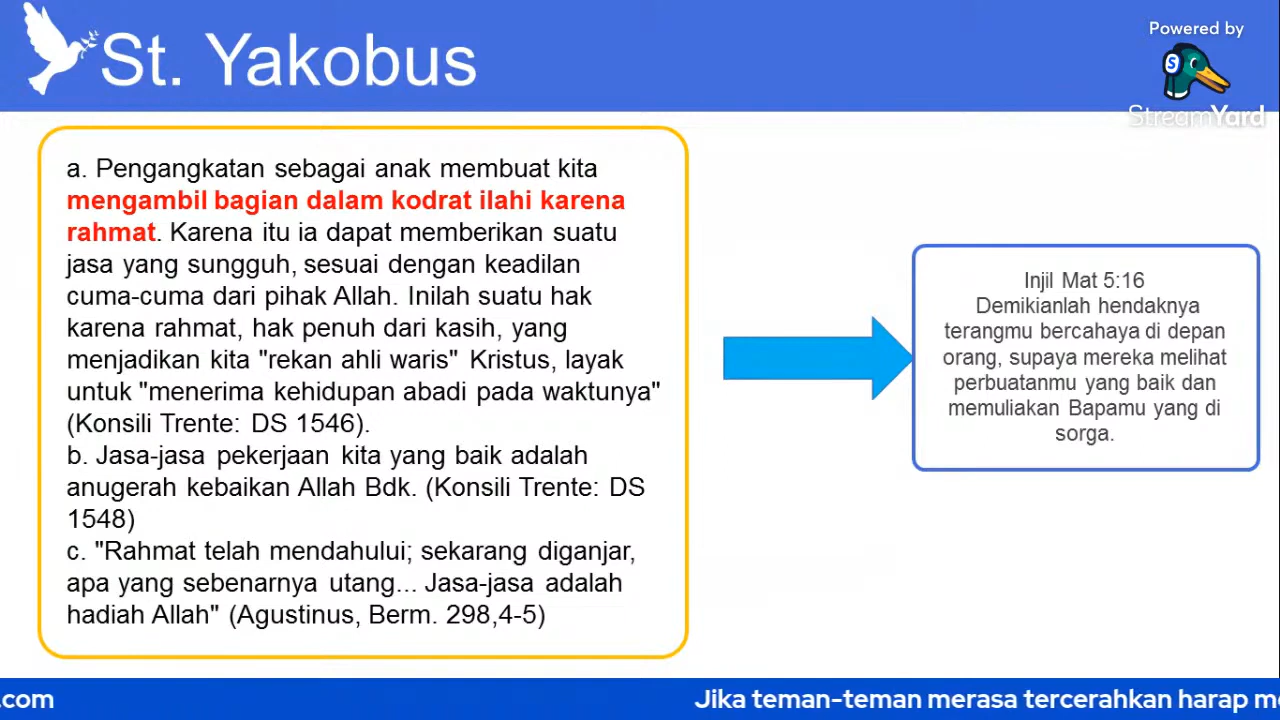 St. Yakobus
Powered by
StreamYard
a. Pengangkatan sebagai anak membuat kita
mengambil bagian dalam kodrat ilahi karena
rahmat. Karena itu ia dapat memberikan suatu
jasa yang sungguh, sesuai dengan keadilan
cuma-cuma dari pihak Allah. Inilah suatu hak
karena rahmat, hak penuh dari kasih, yang
menjadikan kita "rekan ahli waris" Kristus, layak
untuk "menerima kehidupan abadi pada waktunya"
(Konsili Trente: DS 1546).
b. Jasa-jasa pekerjaan kita yang baik adalah
anugerah kebaikan Allah Bdk. (Konsili Trente: DS
1548)
c. "Rahmat telah mendahului; sekarang diganjar,
apa yang sebenarnya utang... Jasa-jasa adalah
hadiah Allah" (Agustinus, Berm. 298,4-5)
Injil Mat 5:16
Demikianlah hendaknya
terangmu bercahaya di depan
orang, supaya mereka melihat
perbuatanmu yang baik dan
memuliakan Bapamu yang di
sorga.
.com
Jika teman-teman merasa tercerahkan harap